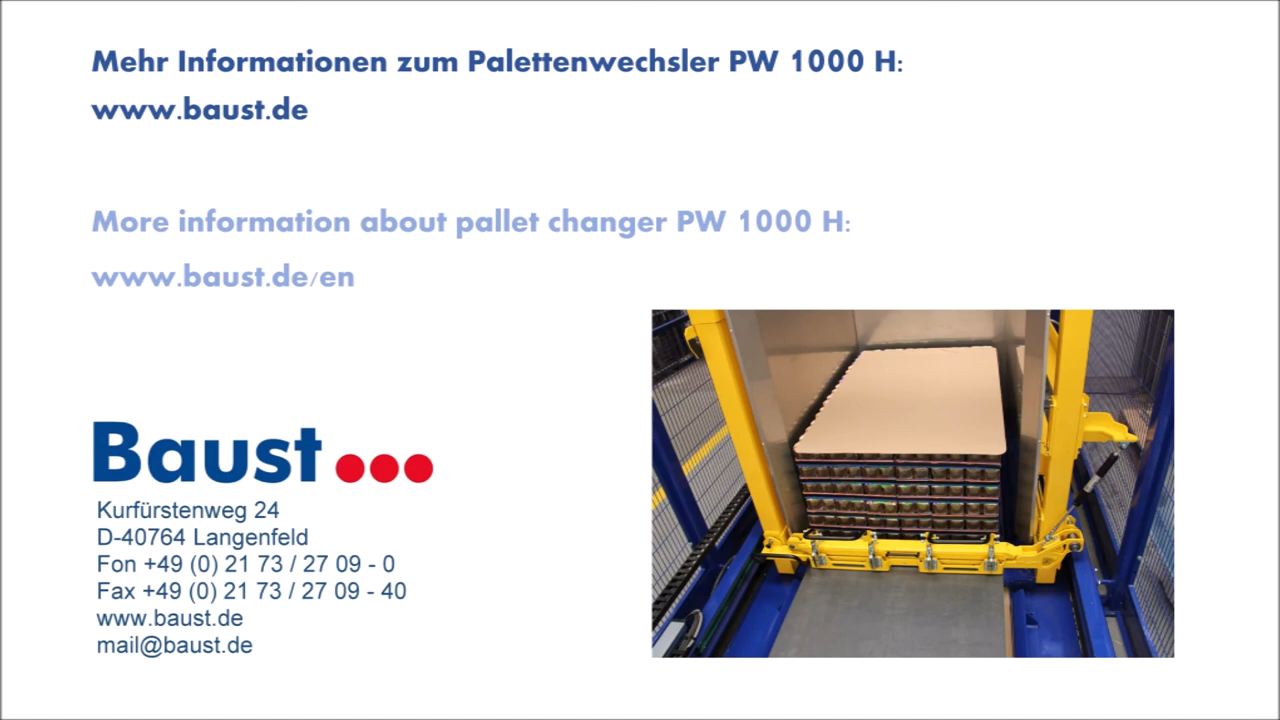 Mehr Informationen zum Palettenwechsler PW 1000 H:
www.baust.de
More information about pallet changer PW 1000 H:
www.baust.de/en
Baust
Kurfürstenweg 24
D-40764 Langenfeld
Fon +49 (0) 21 73 / 27 09 - 0
Fax +49 (0) 21 73 / 27 09 - 40
www.baust.de
mail@baust.de